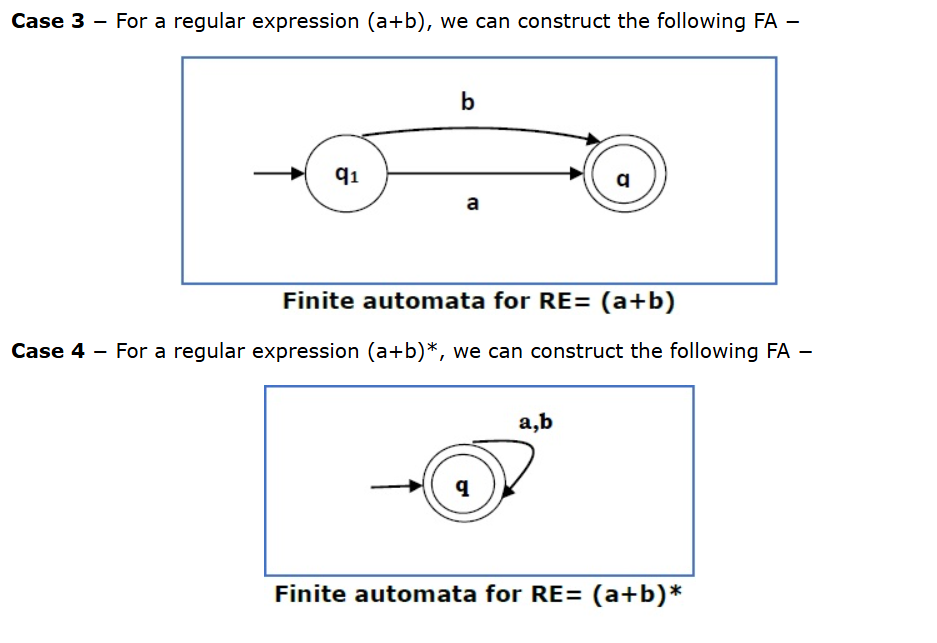 Case 3 – For a regular expression (a+b), we can construct the following FA –
b
q1
q
a
Finite automata for RE= (a+b)
Case 4 – For a regular expression (a+b)*, we can construct the following FA –
a,b
q
Finite automata for RE= (a+b)*